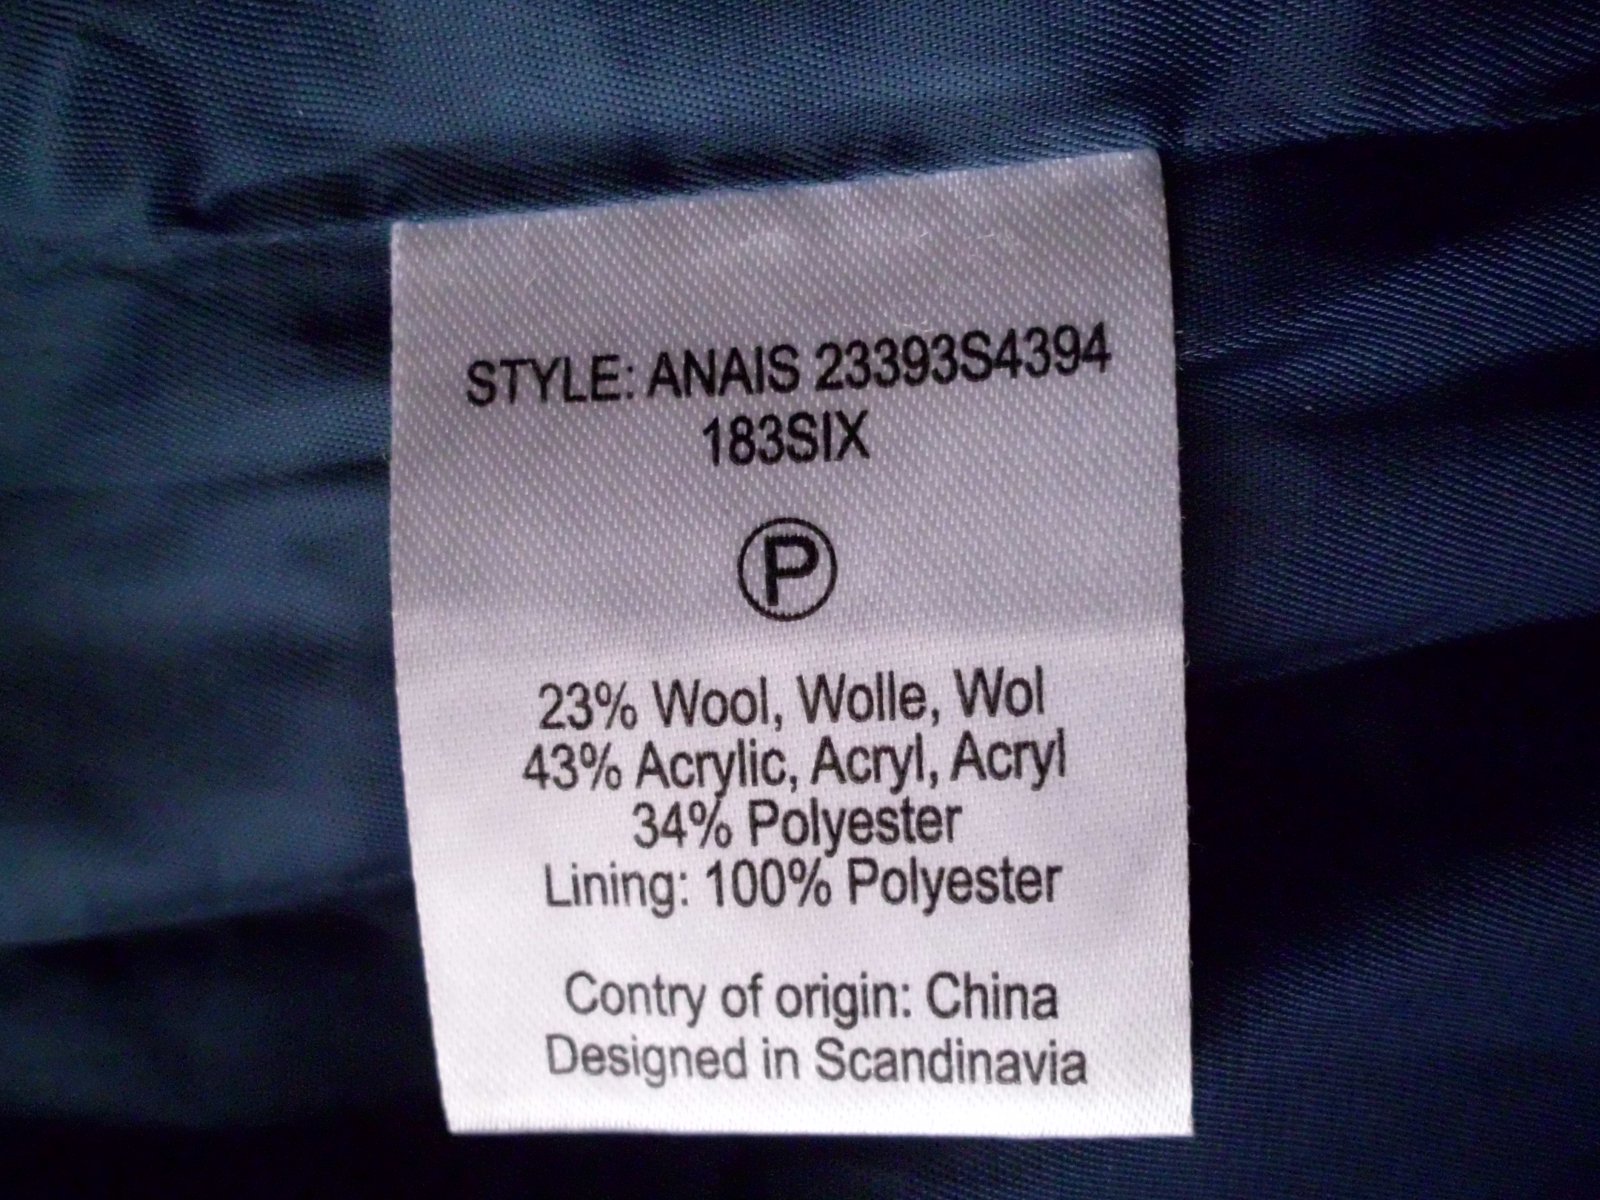 STYLE: ANAIS 23393S4394
183SIX
P
23% Wool, Wolle, Wol
43% Acrylic, Acryl, Acryl
34% Polyester
Lining: 100% Polyester
Contry of origin: China
Designed in Scandinavia